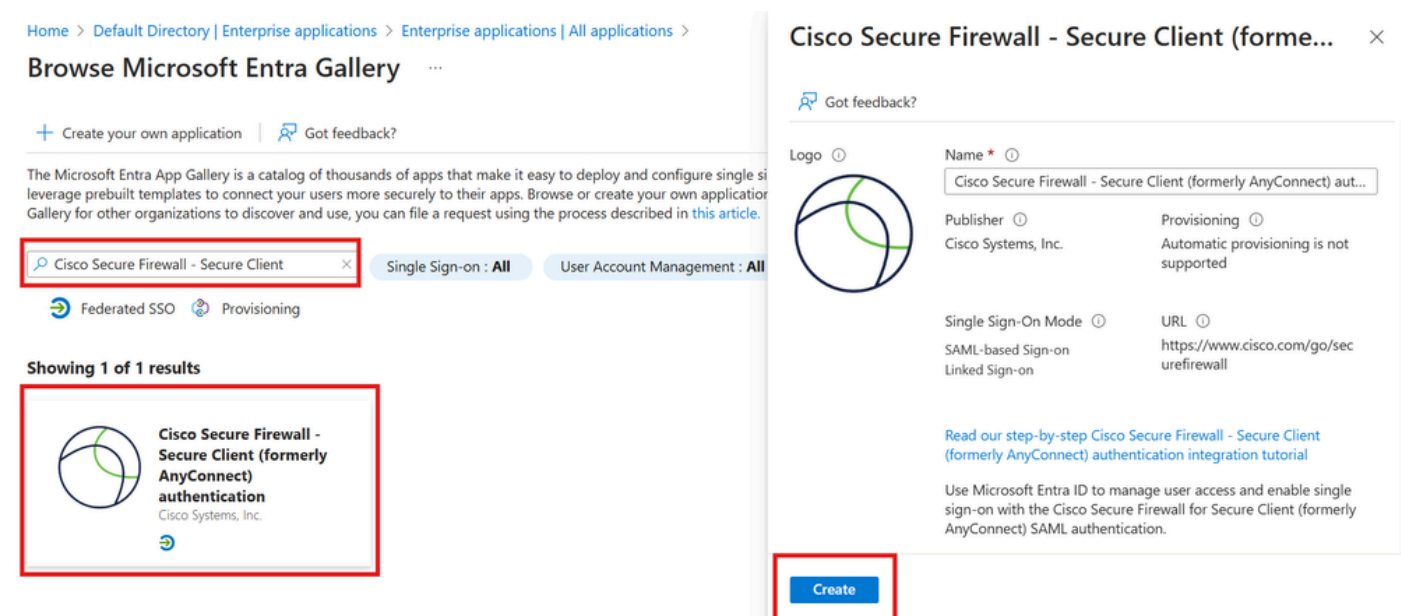 Home > Default Directory | Enterprise applications > Enterprise applications | All applications >
Browse Microsoft Entra Gallery ...
Create your own application
Got feedback?
The Microsoft Entra App Gallery is a catalog of thousands of apps that make it easy to deploy and configure single si
leverage prebuilt templates to connect your users more securely to their apps. Browse or create your own application
Gallery for other organizations to discover and use, you can file a request using the process described in this article.
Cisco Secure Firewall - Secure Client
Single Sign-on : All
User Account Management : All
Federated SSO
Provisioning
Showing 1 of 1 results
Cisco Secure Firewall -
Secure Client (formerly
AnyConnect)
authentication
Cisco Systems, Inc.
Cisco Secure Firewall - Secure Client (forme...
Got feedback?
Logo
Name *
Cisco Secure Firewall - Secure Client (formerly AnyConnect) aut...
Publisher
Cisco Systems, Inc.
Provisioning
Automatic provisioning is not
supported
Single Sign-On Mode
SAML-based Sign-on
Linked Sign-on
URL
https://www.cisco.com/go/sec
urefirewall
Read our step-by-step Cisco Secure Firewall - Secure Client
(formerly AnyConnect) authentication integration tutorial
Use Microsoft Entra ID to manage user access and enable single
sign-on with the Cisco Secure Firewall for Secure Client (formerly
AnyConnect) SAML authentication.
Create